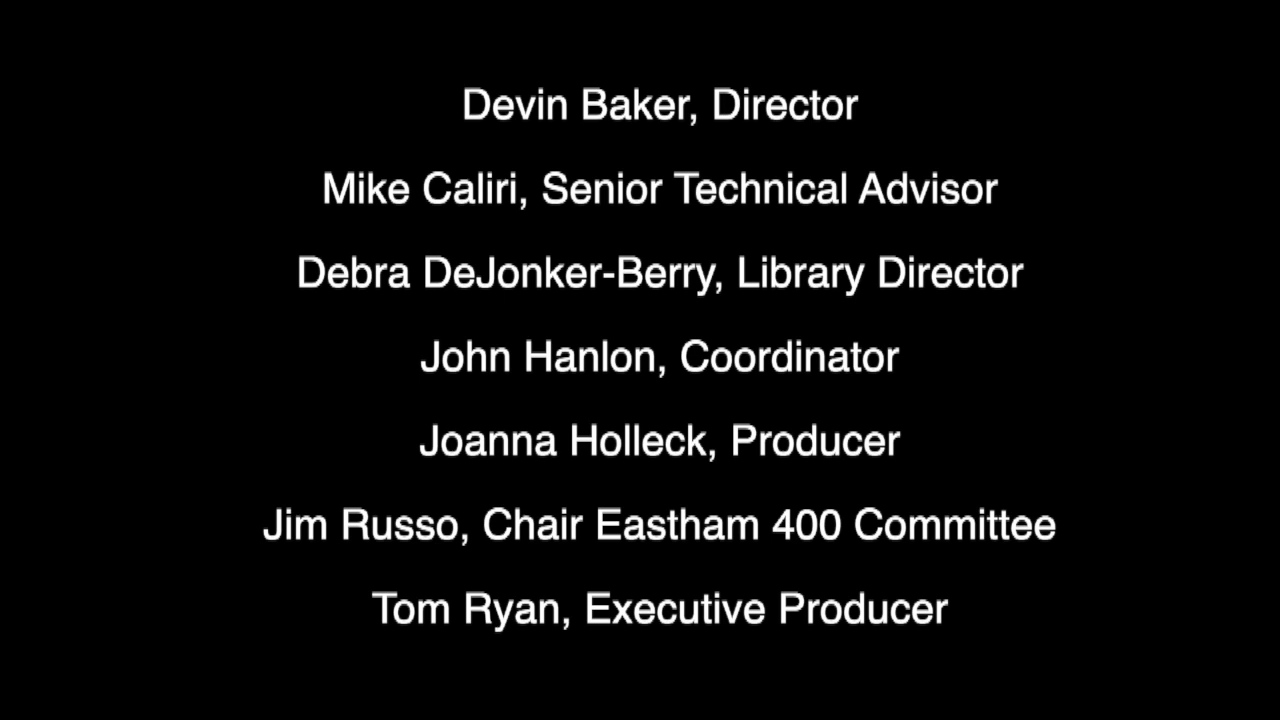 Devin Baker, Director
Mike Caliri, Senior Technical Advisor
Debra DeJonker-Berry, Library Director
John Hanlon, Coordinator
Joanna Holleck, Producer
Jim Russo, Chair Eastham 400 Committee
Tom Ryan, Executive Producer